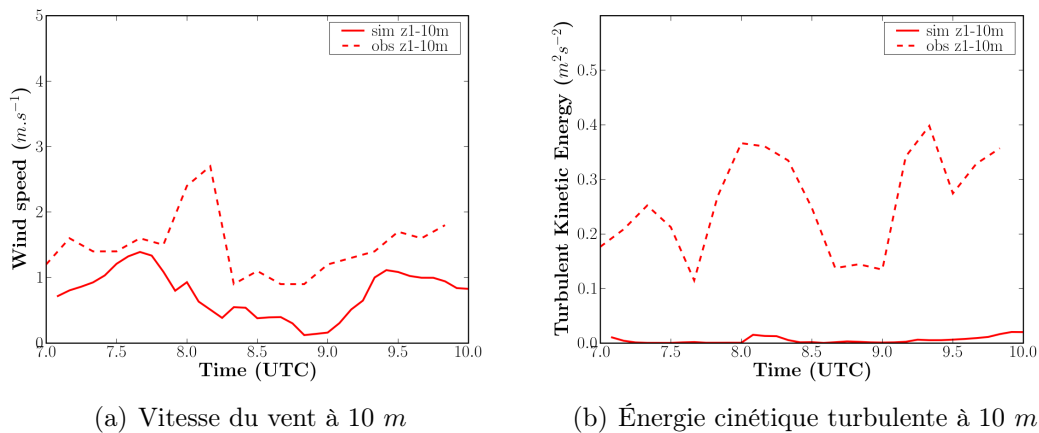 5
4
3
2
1
0
Wind speed (m.s⁻¹)
sim z1-10m
obs z1-10m
7.0 7.5 8.0 8.5 9.0 9.5 10.0
Time (UTC)
(a) Vitesse du vent à 10 m
0.5
0.4
0.3
0.2
0.1
0.0
Turbulent Kinetic Energy (m²s⁻²)
sim z1-10m
obs z1-10m
7.0 7.5 8.0 8.5 9.0 9.5 10.0
Time (UTC)
(b) Énergie cinétique turbulente à 10 m